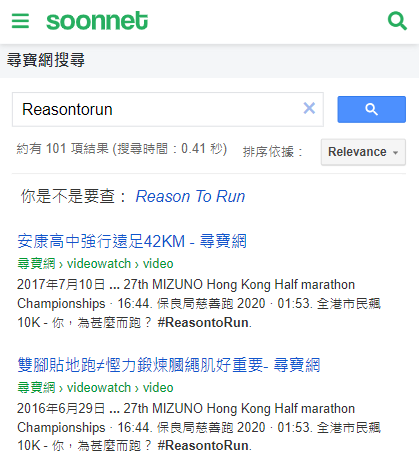 soonnet
尋寶網搜尋
Reasontorun
約有 101 項結果 (搜尋時間：0.41 秒) 排序依據： Relevance
你是不是要查： Reason To Run
安康高中強行遠足42KM - 尋寶網
尋寶網 › videowatch › video
2017年7月10日 ... 27th MIZUNO Hong Kong Half marathon
Championships · 16:44. 保良局慈善跑 2020 · 01:53. 全港市民飆
10K - 你，為甚麼而跑？ #ReasontoRun.
雙腳貼地跑≠慳力鍛煉膕繩肌好重要- 尋寶網
尋寶網 › videowatch › video
2016年6月29日 ... 27th MIZUNO Hong Kong Half marathon
Championships · 16:44. 保良局慈善跑 2020 · 01:53. 全港市民飆
10K - 你，為甚麼而跑？ #ReasontoRun.